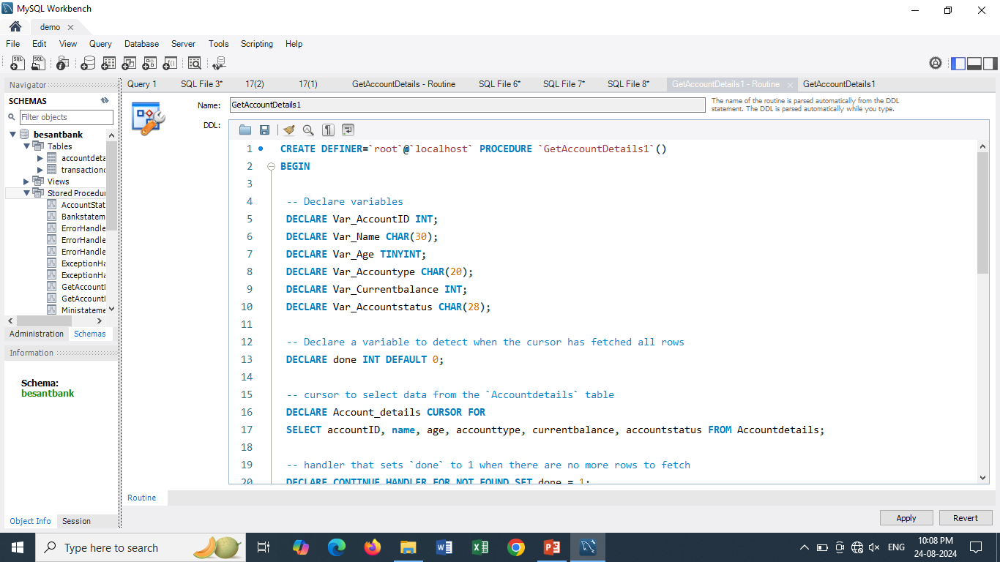 MySQL Workbench
demo
File Edit View Query Database Server Tools Scripting Help
Navigator
SCHEMAS
Filter objects
besantbank
Tables
accountdeta
transactiono
Views
Stored Procedur
AccountStat
Bankstatem
ErrorHandle
ErrorHandle
ErrorHandle
ExceptionHa
ExceptionHa
GetAccountI
GetAccountI
Ministateme
Administration Schemas
Information
Schema:
besantbank
Object Info Session
Query 1 SQL File 3* 17(2) 17(1) GetAccountDetails - Routine SQL File 6* SQL File 7* SQL File 8* GetAccountDetails1 - Routine GetAccountDetails1
Name: GetAccountDetails1
The name of the routine is parsed automatically from the DDL
statement. The DDL is parsed automatically while you type.
DDL:
1 CREATE DEFINER=`root`@`localhost` PROCEDURE `GetAccountDetails1`()
2 BEGIN
3
4 -- Declare variables
5 DECLARE Var_AccountID INT;
6 DECLARE Var_Name CHAR(30);
7 DECLARE Var_Age TINYINT;
8 DECLARE Var_Accountype CHAR(20);
9 DECLARE Var_Currentbalance INT;
10 DECLARE Var_Accountstatus CHAR(28);
11
12 -- Declare a variable to detect when the cursor has fetched all rows
13 DECLARE done INT DEFAULT 0;
14
15 -- cursor to select data from the `Accountdetails` table
16 DECLARE Account_details CURSOR FOR
17 SELECT accountID, name, age, accounttype, currentbalance, accountstatus FROM Accountdetails;
18
19 -- handler that sets `done` to 1 when there are no more rows to fetch
20 DECLARE CONTINUE HANDLER FOR NOT FOUND SET done = 1;
Routine
Apply Revert
Type here to search
ENG
10:08 PM
24-08-2024